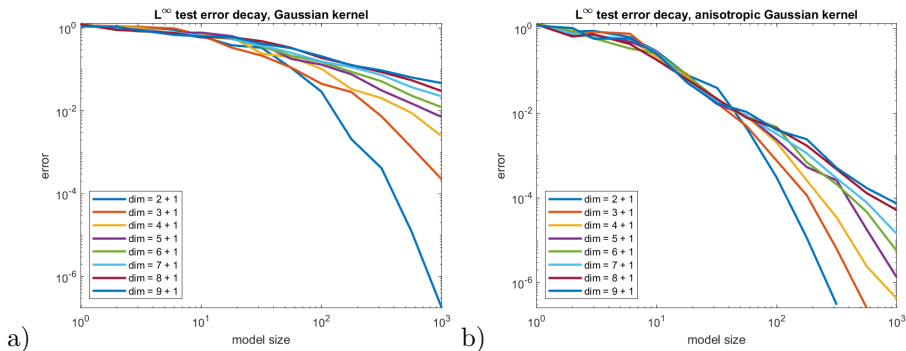 L∞ test error decay, Gaussian kernel
10^0
10^-2
10^-4
10^-6
error
dim = 2 + 1
dim = 3 + 1
dim = 4 + 1
dim = 5 + 1
dim = 6 + 1
dim = 7 + 1
dim = 8 + 1
dim = 9 + 1
10^0 10^1 10^2 10^3
model size
a)
L∞ test error decay, anisotropic Gaussian kernel
10^0
10^-2
10^-4
10^-6
error
dim = 2 + 1
dim = 3 + 1
dim = 4 + 1
dim = 5 + 1
dim = 6 + 1
dim = 7 + 1
dim = 8 + 1
dim = 9 + 1
10^0 10^1 10^2 10^3
model size
b)